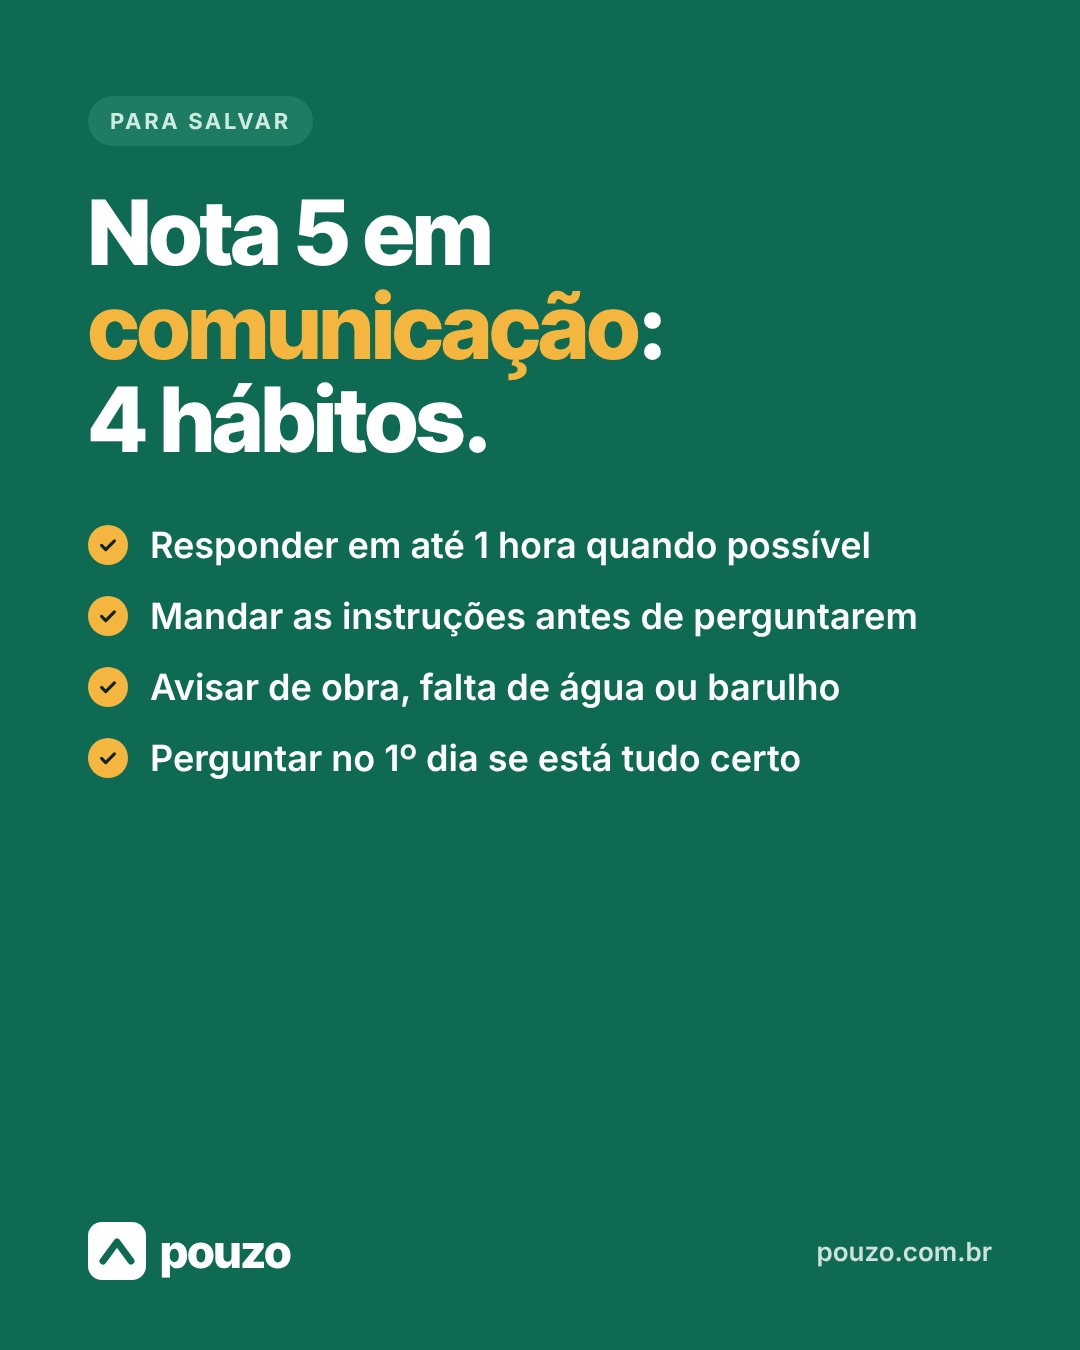 PARA SALVAR
Nota 5 em
comunicação:
4 hábitos.
Responder em até 1 hora quando possível
Mandar as instruções antes de perguntarem
Avisar de obra, falta de água ou barulho
Perguntar no 1º dia se está tudo certo
pouzo
pouzo.com.br